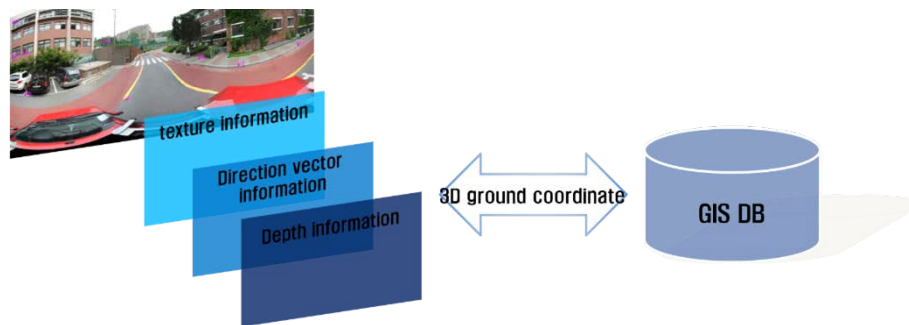 texture information
Direction vector
information
Depth information
3D ground coordinate
GIS DB